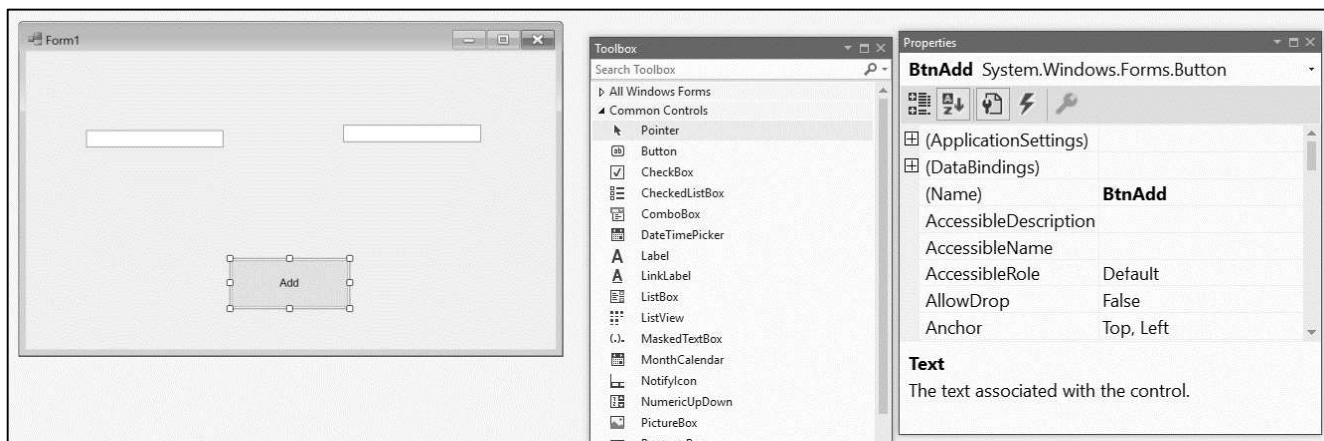 Form1
Add
Toolbox
Search Toolbox
All Windows Forms
Common Controls
Pointer
Button
CheckBox
CheckedListBox
ComboBox
DateTimePicker
Label
LinkLabel
ListBox
ListView
MaskedTextBox
MonthCalendar
NotifyIcon
NumericUpDown
PictureBox
Properties
BtnAdd System.Windows.Forms.Button
(ApplicationSettings)
(DataBindings)
(Name) BtnAdd
AccessibleDescription
AccessibleName
AccessibleRole Default
AllowDrop False
Anchor Top, Left
Text
The text associated with the control.